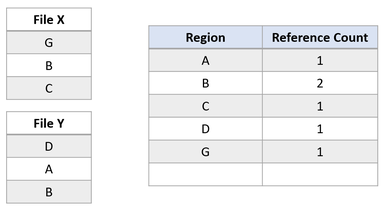 File X
G
B
C
File Y
D
A
B
Region Reference Count
A 1
B 2
C 1
D 1
G 1